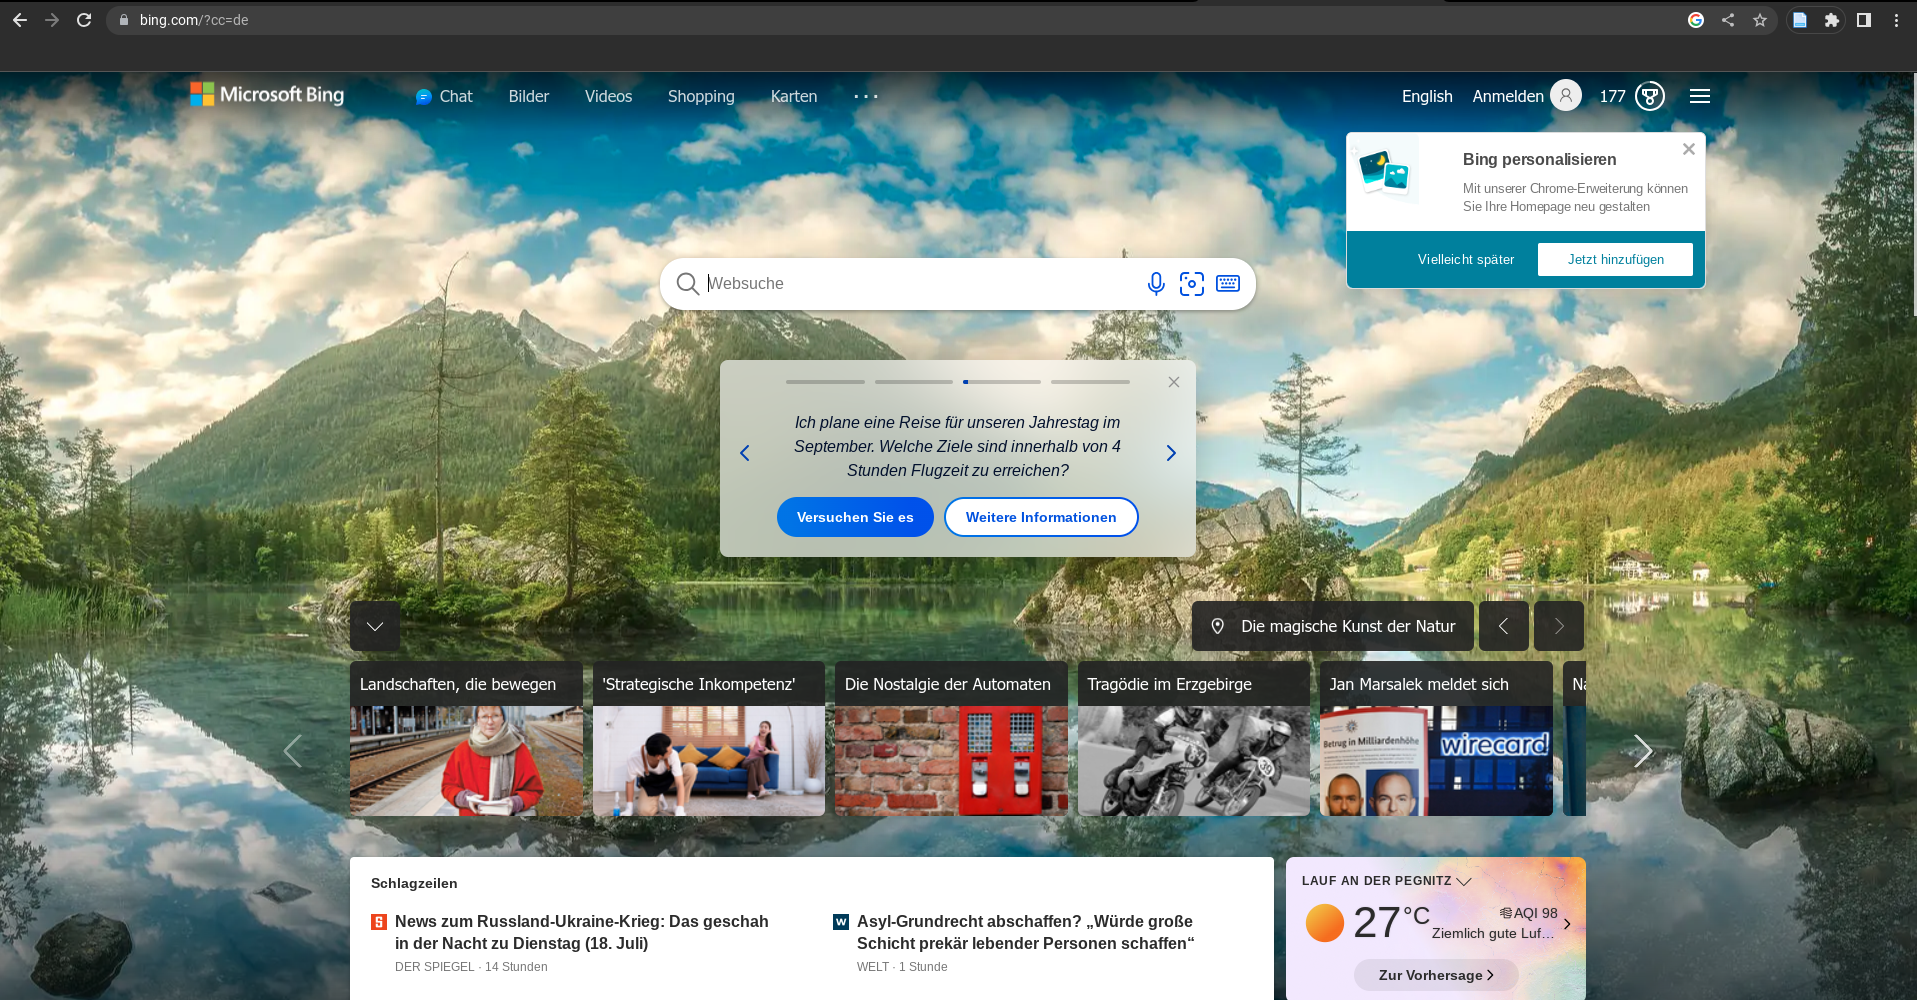 bing.com/?cc=de
Microsoft Bing
Chat
Bilder
Videos
Shopping
Karten
English
Anmelden
177
Bing personalisieren
Mit unserer Chrome-Erweiterung können
Sie Ihre Homepage neu gestalten
Vielleicht später
Jetzt hinzufügen
Websuche
Ich plane eine Reise für unseren Jahrestag im
September. Welche Ziele sind innerhalb von 4
Stunden Flugzeit zu erreichen?
Versuchen Sie es
Weitere Informationen
Die magische Kunst der Natur
Landschaften, die bewegen
'Strategische Inkompetenz'
Die Nostalgie der Automaten
Tragödie im Erzgebirge
Jan Marsalek meldet sich
Na
Betrug in Milliardenhöhe
wirecard
Schlagzeilen
News zum Russland-Ukraine-Krieg: Das geschah
in der Nacht zu Dienstag (18. Juli)
DER SPIEGEL · 14 Stunden
Asyl-Grundrecht abschaffen? „Würde große
Schicht prekär lebender Personen schaffen“
WELT · 1 Stunde
LAUF AN DER PEGNITZ
27 °C
AQI 98
Ziemlich gute Luf...
Zur Vorhersage